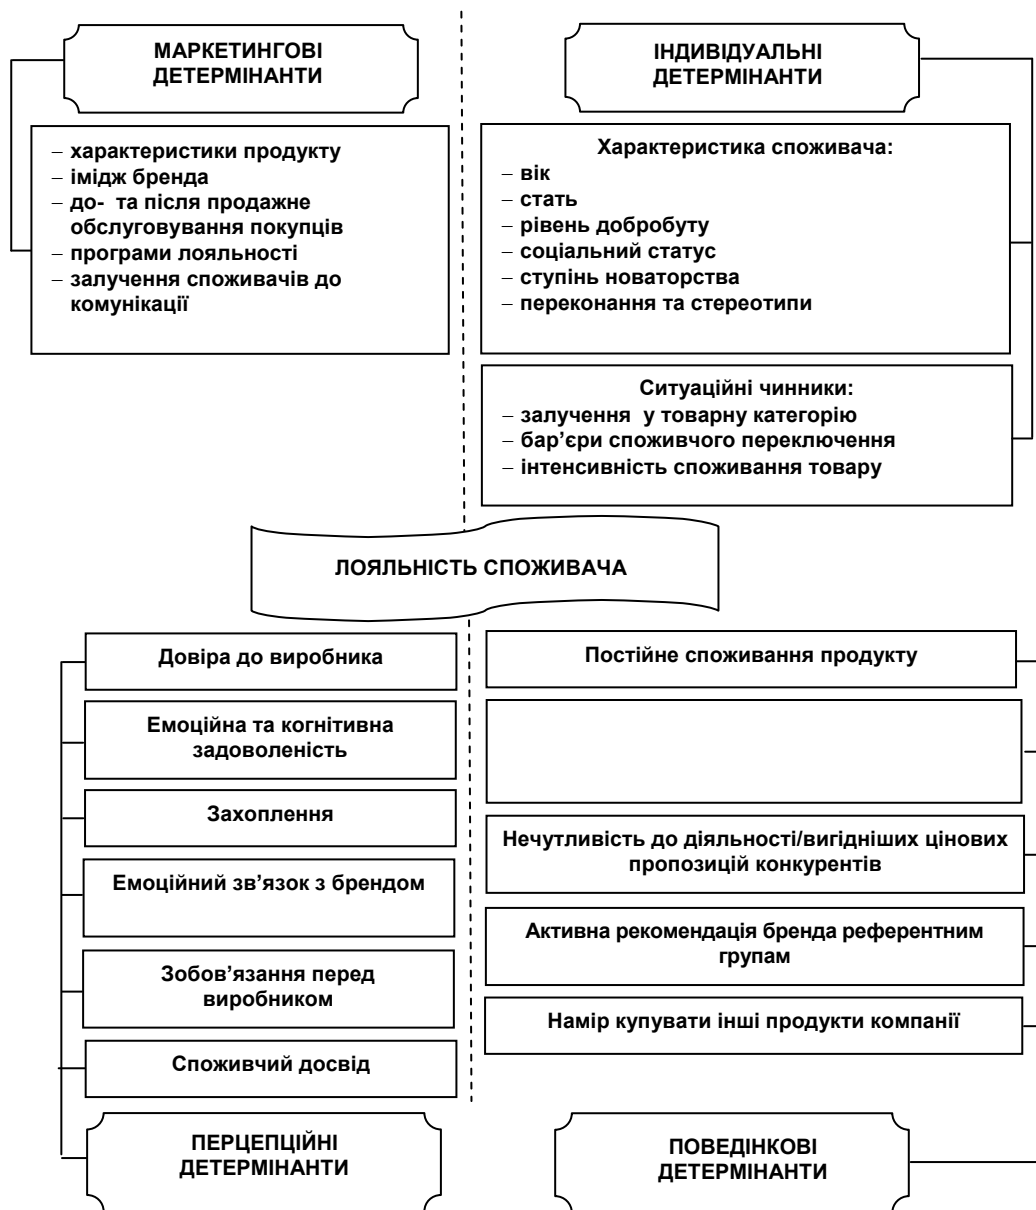 МАРКЕТИНГОВІ
ДЕТЕРМІНАНТИ
– характеристики продукту
– імідж бренда
– до- та після продажне
обслуговування покупців
– програми лояльності
– залучення споживачів до
комунікації
ІНДИВІДУАЛЬНІ
ДЕТЕРМІНАНТИ
Характеристика споживача:
– вік
– стать
– рівень добробуту
– соціальний статус
– ступінь новаторства
– переконання та стереотипи
Ситуаційні чинники:
– залучення у товарну категорію
– бар’єри споживчого переключення
– інтенсивність споживання товару
ЛОЯЛЬНІСТЬ СПОЖИВАЧА
Довіра до виробника
Емоційна та когнітивна
задоволеність
Захоплення
Емоційний зв’язок з брендом
Зобов’язання перед
виробником
Споживчий досвід
ПЕРЦЕПЦІЙНІ
ДЕТЕРМІНАНТИ
Постійне споживання продукту
Нечутливість до діяльності/вигідніших цінових
пропозицій конкурентів
Активна рекомендація бренда референтним
групам
Намір купувати інші продукти компанії
ПОВЕДІНКОВІ
ДЕТЕРМІНАНТИ